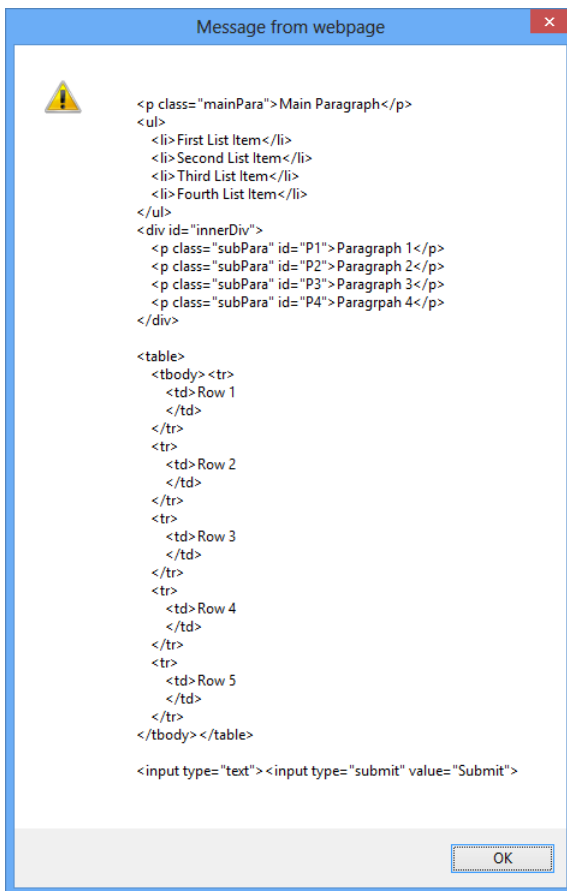 Message from webpage
<p class="mainPara">Main Paragraph</p>
<ul>
<li>First List Item</li>
<li>Second List Item</li>
<li>Third List Item</li>
<li>Fourth List Item</li>
</ul>
<div id="innerDiv">
<p class="subPara" id="P1">Paragraph 1</p>
<p class="subPara" id="P2">Paragraph 2</p>
<p class="subPara" id="P3">Paragraph 3</p>
<p class="subPara" id="P4">Paragrpah 4</p>
</div>
<table>
<tbody><tr>
<td>Row 1
</td>
</tr>
<tr>
<td>Row 2
</td>
</tr>
<tr>
<td>Row 3
</td>
</tr>
<tr>
<td>Row 4
</td>
</tr>
<tr>
<td>Row 5
</td>
</tr>
</tbody></table>
<input type="text"><input type="submit" value="Submit">
OK